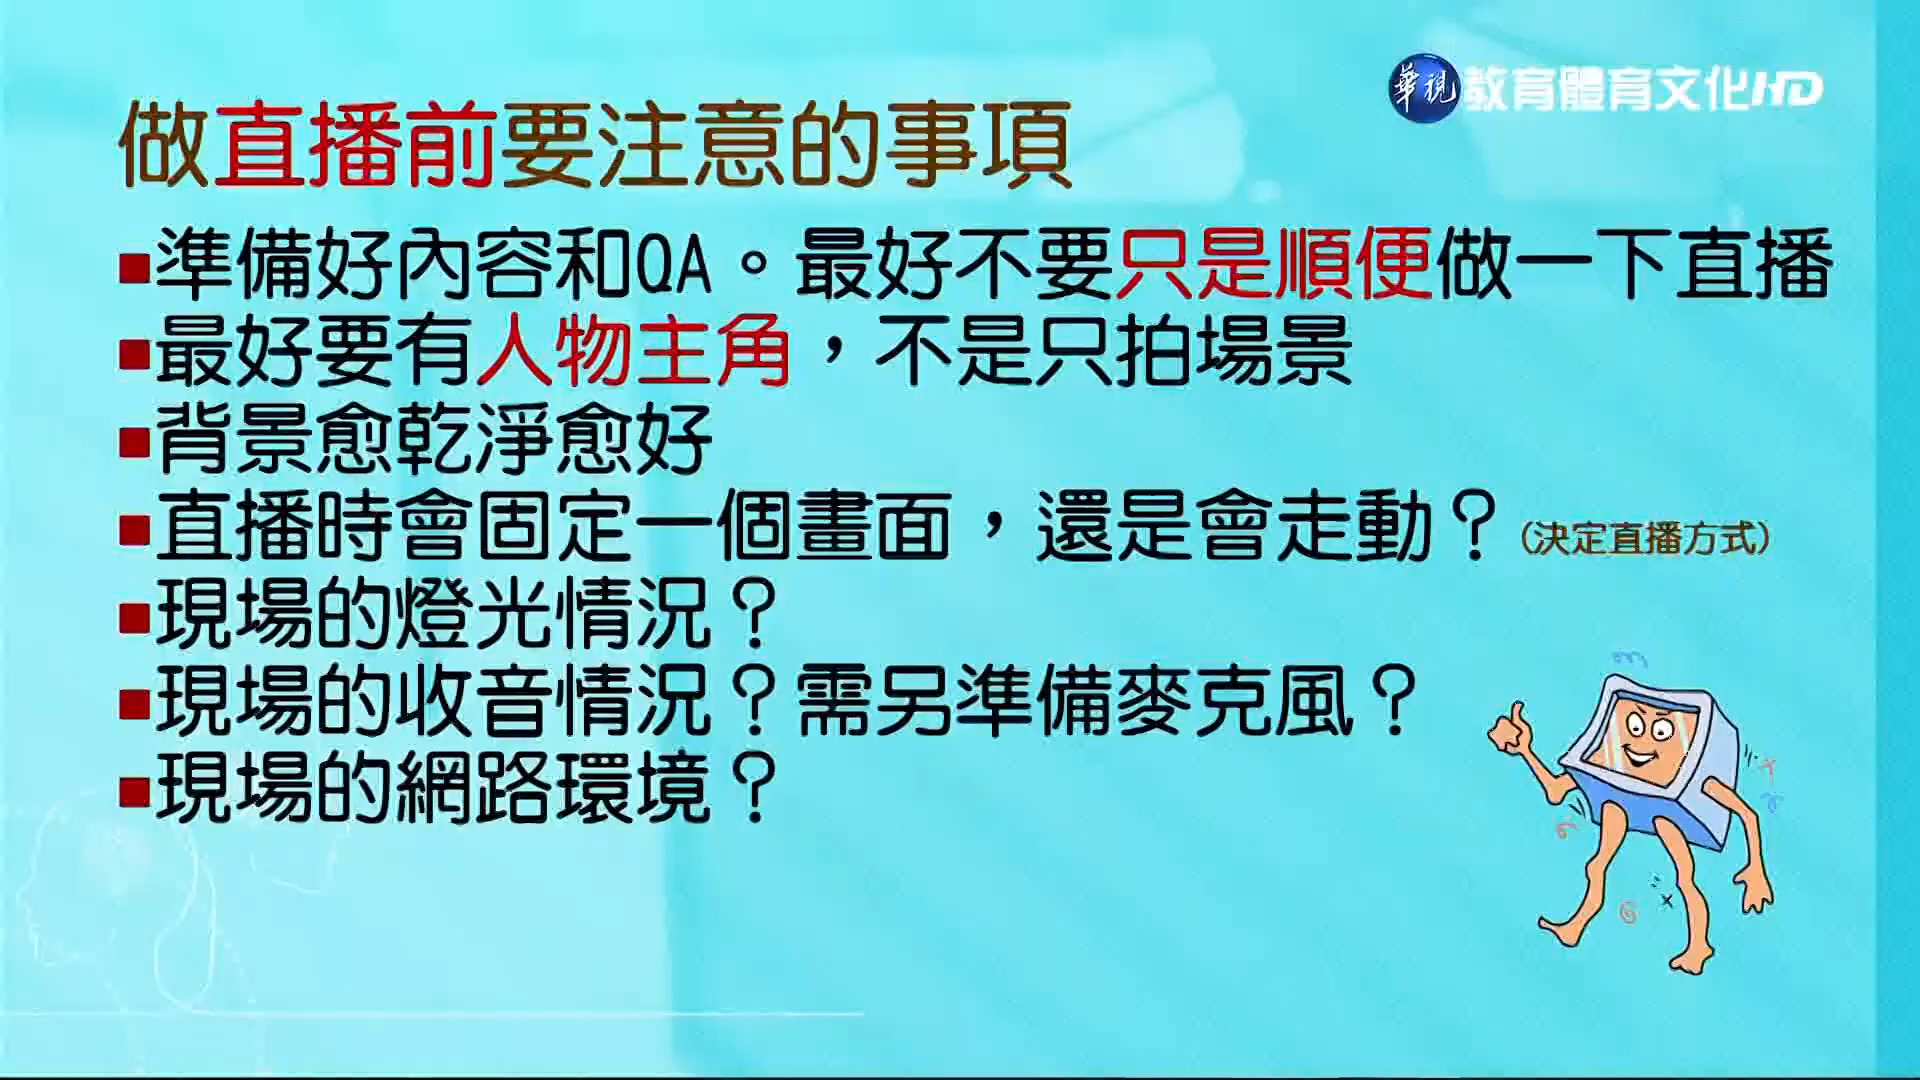 華視 教育體育文化HD
做直播前要注意的事項
■準備好內容和QA。最好不要只是順便做一下直播
■最好要有人物主角，不是只拍場景
■背景愈乾淨愈好
■直播時會固定一個畫面，還是會走動？(決定直播方式)
■現場的燈光情況？
■現場的收音情況？需另準備麥克風？
■現場的網路環境？